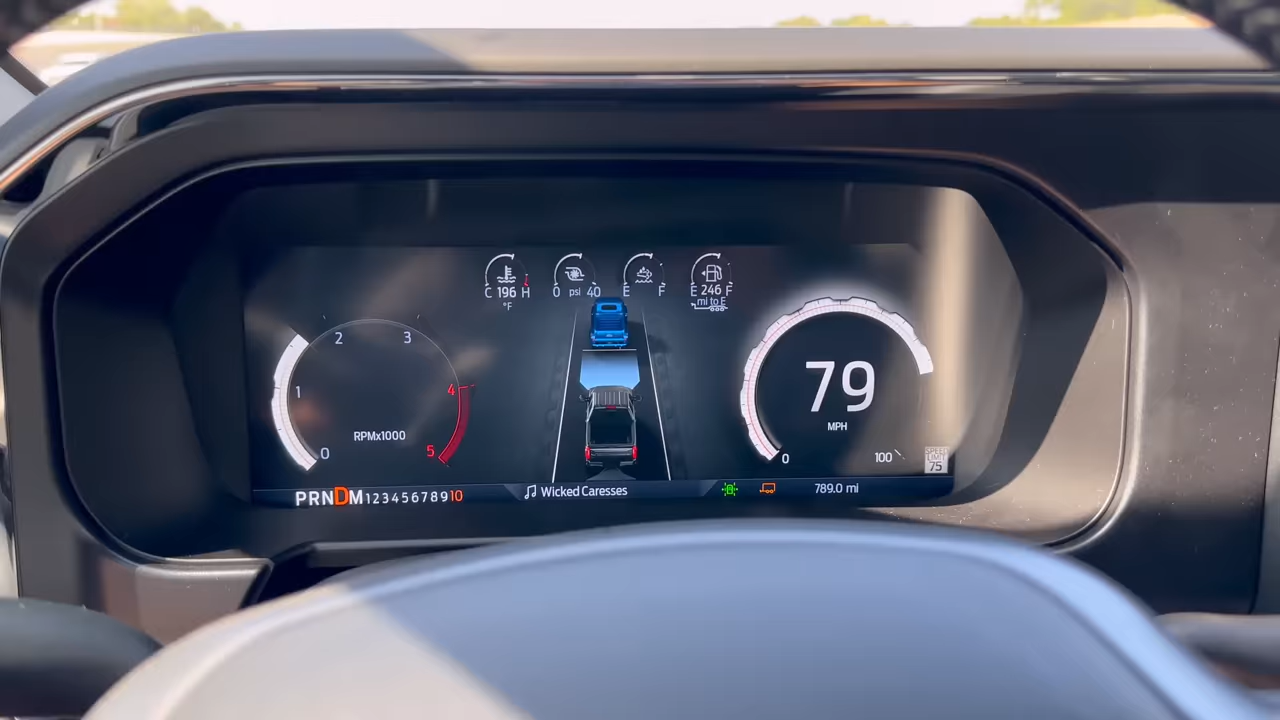 C 196 H
°F
0 psi 40
E F
E 246 F
mi to E
2 3
1 4
RPMx1000
0 5
79
MPH
0 100
SPEED
LIMIT
75
PRNDM12345678910
Wicked Caresses
789.0 mi